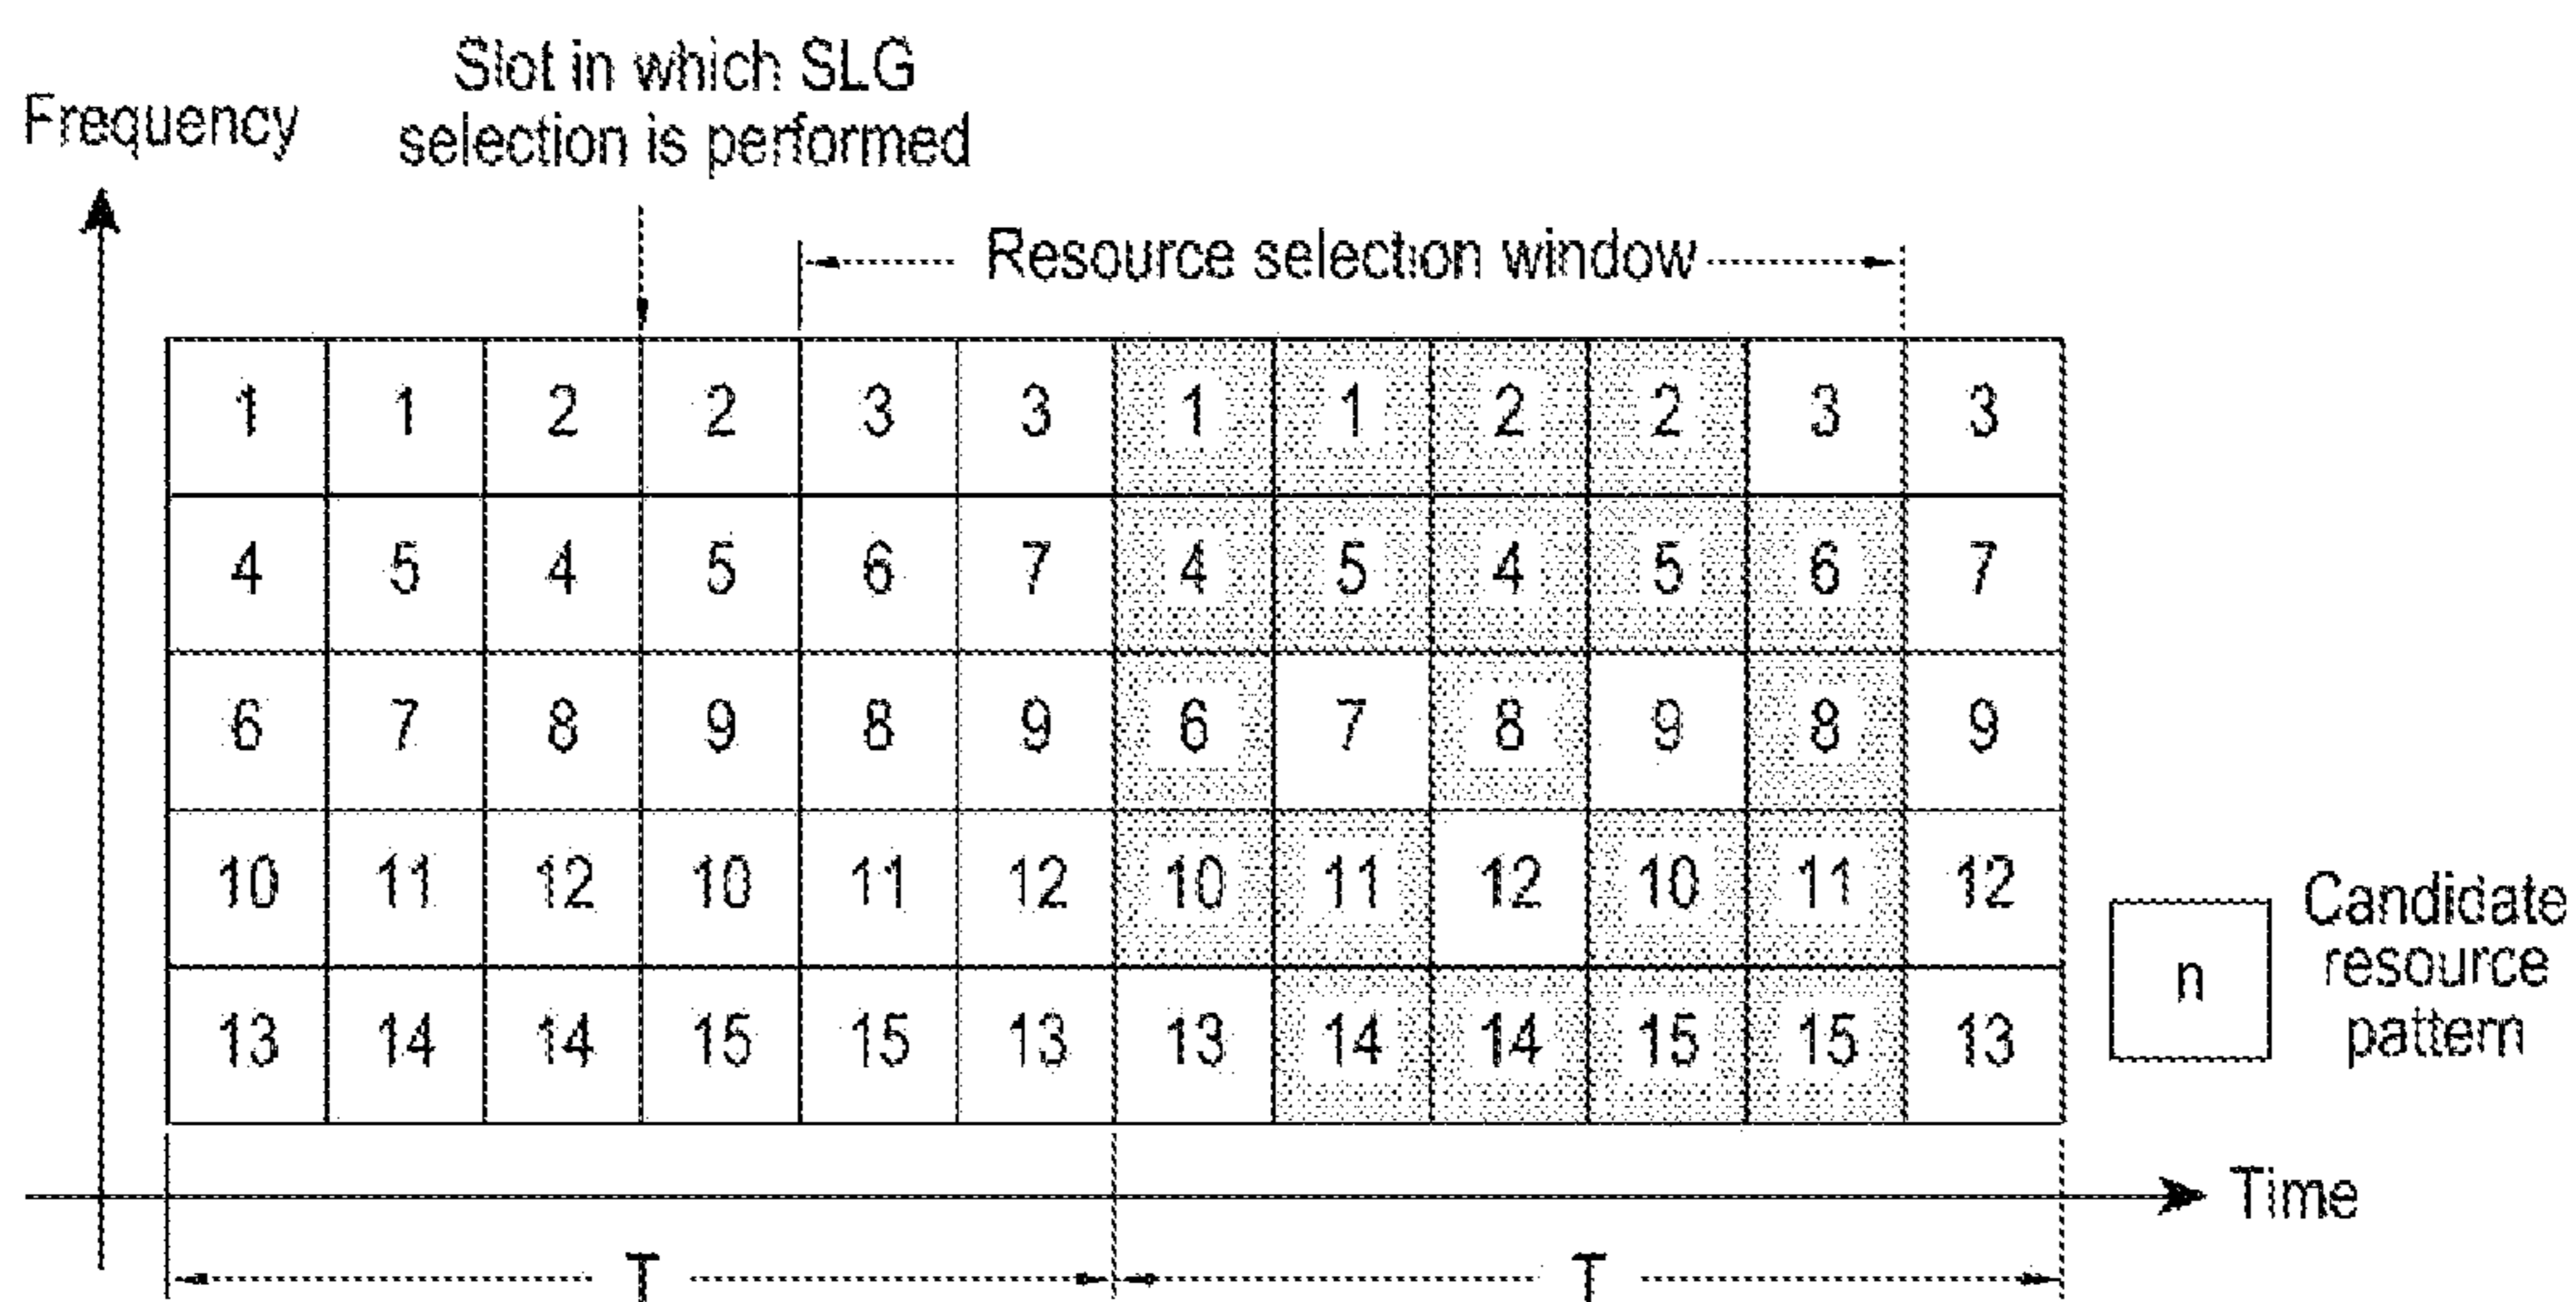 Slot in which SLG
selection is performed
Frequency
Resource selection window
1 1 2 2 3 3 1 1 2 2 3 3
4 5 4 5 6 7 4 5 4 5 6 7
6 7 8 9 8 9 6 7 8 9 8 9
10 11 12 10 11 12 10 11 12 10 11 12
13 14 14 15 15 13 13 14 14 15 15 13
n
Candidate
resource
pattern
Time
T T